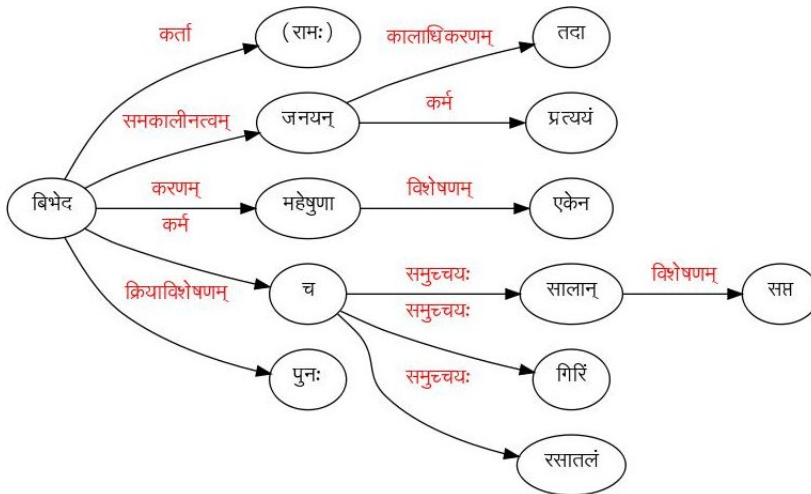 कर्ता
(रामः)
कालाधिकरणम्
तदा
समकालीनत्वम्
जनयन्
कर्म
प्रत्ययं
बिभेद
करणम्
महेषुणा
विशेषणम्
एकेन
कर्म
क्रियाविशेषणम्
च
समुच्चयः
सालान्
विशेषणम्
सप्त
समुच्चयः
पुनः
समुच्चयः
गिरिं
रसातलं